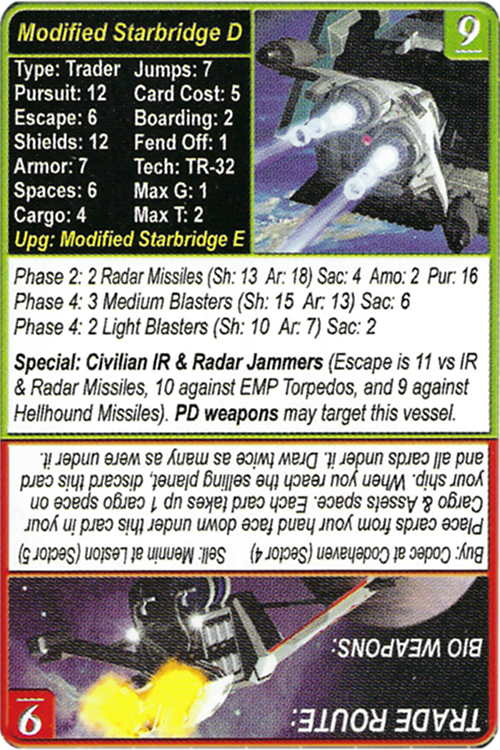 Modified Starbridge D
9
Type: Trader Jumps: 7
Pursuit: 12 Card Cost: 5
Escape: 6 Boarding: 2
Shields: 12 Fend Off: 1
Armor: 7 Tech: TR-32
Spaces: 6 Max G: 1
Cargo: 4 Max T: 2
Upg: Modified Starbridge E
Phase 2: 2 Radar Missiles (Sh: 13 Ar: 18) Sac: 4 Amo: 2 Pur: 16
Phase 4: 3 Medium Blasters (Sh: 15 Ar: 13) Sac: 6
Phase 4: 2 Light Blasters (Sh: 10 Ar: 7) Sac: 2
Special: Civilian IR & Radar Jammers (Escape is 11 vs IR
& Radar Missiles, 10 against EMP Torpedos, and 9 against
Hellhound Missiles). PD weapons may target this vessel.
TRADE ROUTE:
6
BIO WEAPONS:
Buy: Codec at Codehaven (Sector 4) Sell: Mennin at Leston (Sector 5)
Place cards from your hand face down under this card in your
Cargo & Assets space. Each card takes up 1 cargo space on
your ship. When you reach the selling planet, discard this card
and all cards under it. Draw twice as many as were under it.